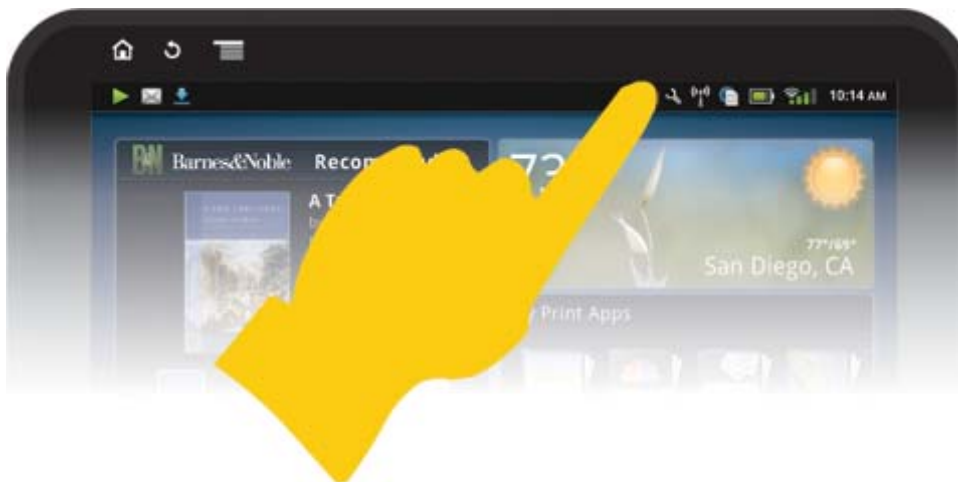 10:14 AM
B&N Barnes&Noble Recom
73
A T
77°/69°
San Diego, CA
Print Apps